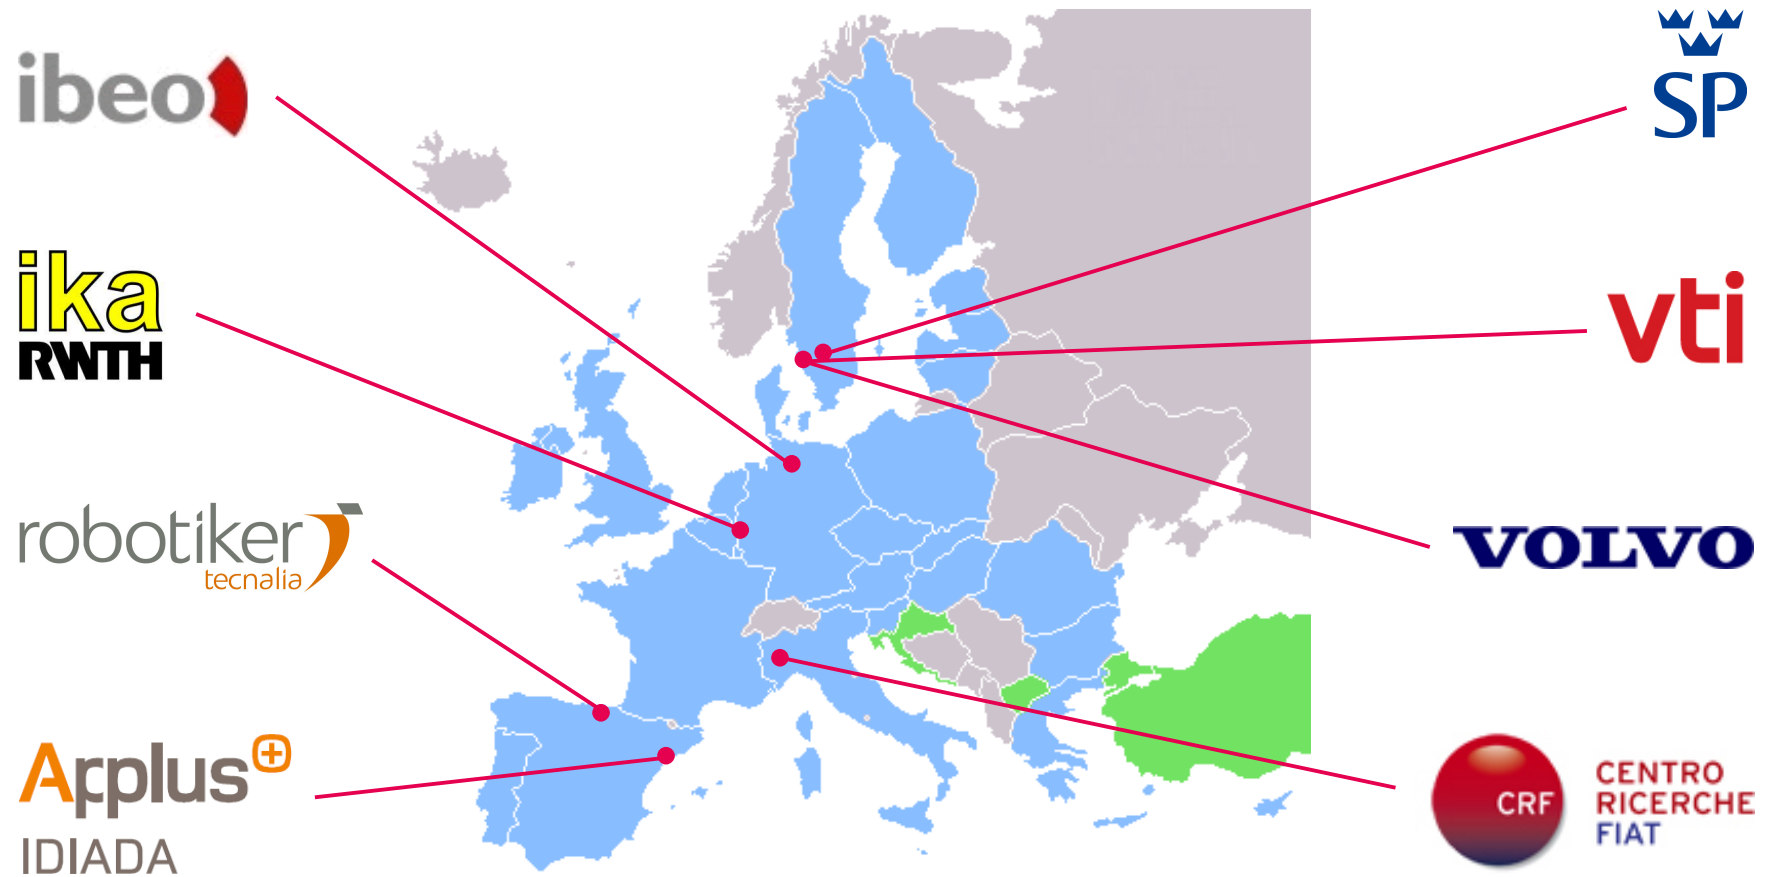 ibeo
ika
RWTH
robotiker
tecnalia
Applus+
IDIADA
SP
vti
VOLVO
CRF
CENTRO
RICERCHE
FIAT